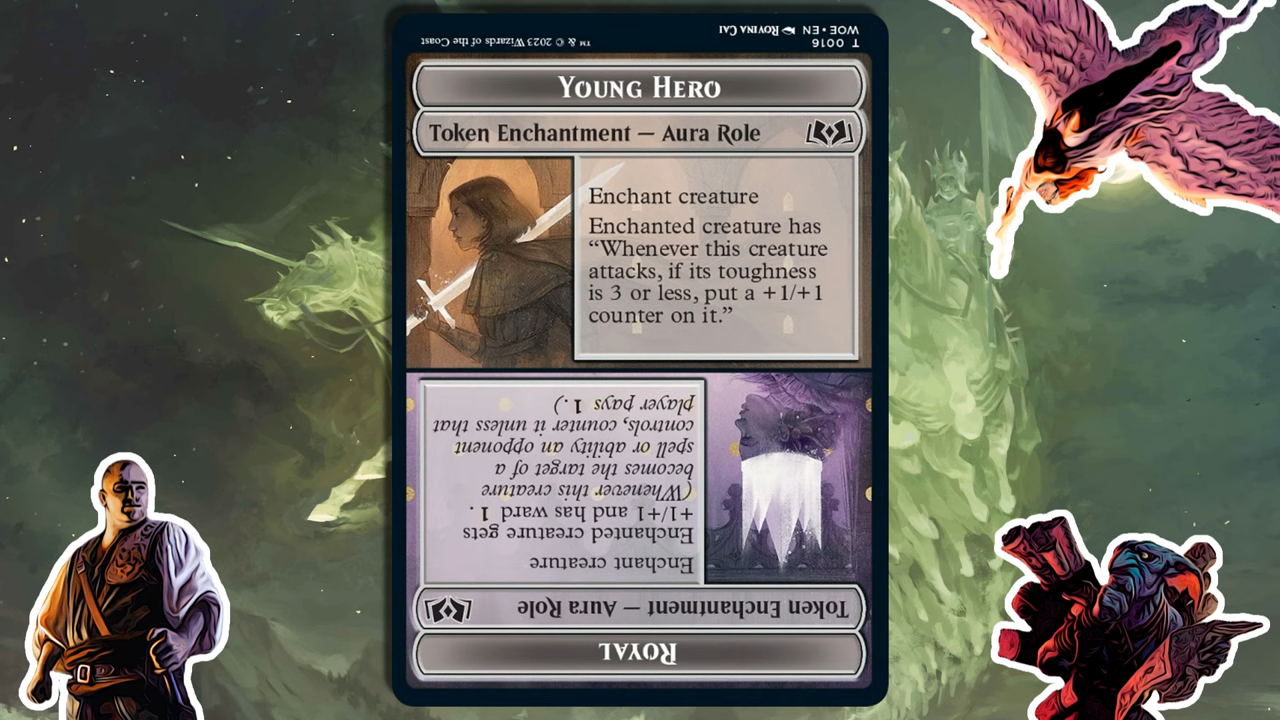 ™ & © 2023 Wizards of the Coast
T 0016
WOE • EN ROVINA CAI
YOUNG HERO
Token Enchantment — Aura Role
Enchant creature
Enchanted creature has
“Whenever this creature
attacks, if its toughness
is 3 or less, put a +1/+1
counter on it.”
ROYAL
Token Enchantment — Aura Role
Enchant creature
Enchanted creature gets
+1/+1 and has ward 1.
(Whenever this creature
becomes the target of a
spell or ability an opponent
controls, counter it unless that
player pays 1.)